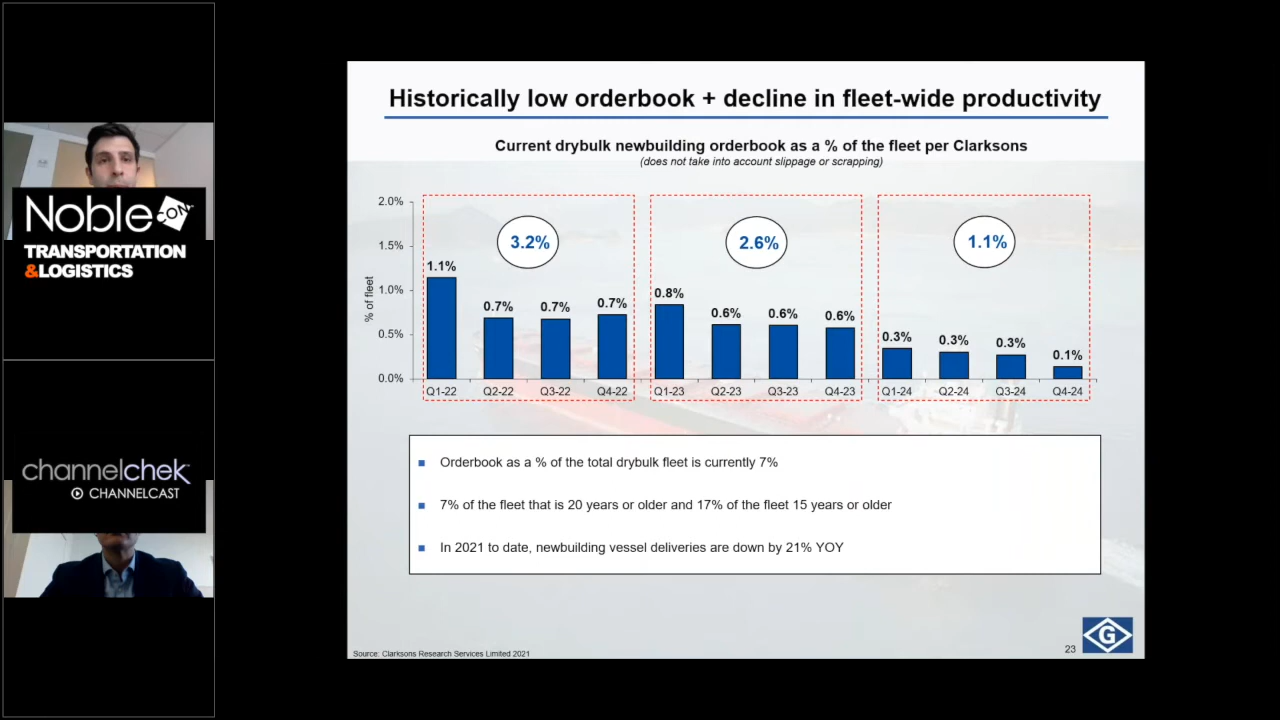 Noble CON
TRANSPORTATION
&LOGISTICS
channelchek
CHANNELCAST
Historically low orderbook + decline in fleet-wide productivity
Current drybulk newbuilding orderbook as a % of the fleet per Clarksons
(does not take into account slippage or scrapping)
% of fleet
2.0%
1.5%
1.0%
0.5%
0.0%
3.2%
2.6%
1.1%
1.1%
0.7%
0.7%
0.7%
0.8%
0.6%
0.6%
0.6%
0.3%
0.3%
0.3%
0.1%
Q1-22
Q2-22
Q3-22
Q4-22
Q1-23
Q2-23
Q3-23
Q4-23
Q1-24
Q2-24
Q3-24
Q4-24
Orderbook as a % of the total drybulk fleet is currently 7%
7% of the fleet that is 20 years or older and 17% of the fleet 15 years or older
In 2021 to date, newbuilding vessel deliveries are down by 21% YOY
Source: Clarksons Research Services Limited 2021
23
G